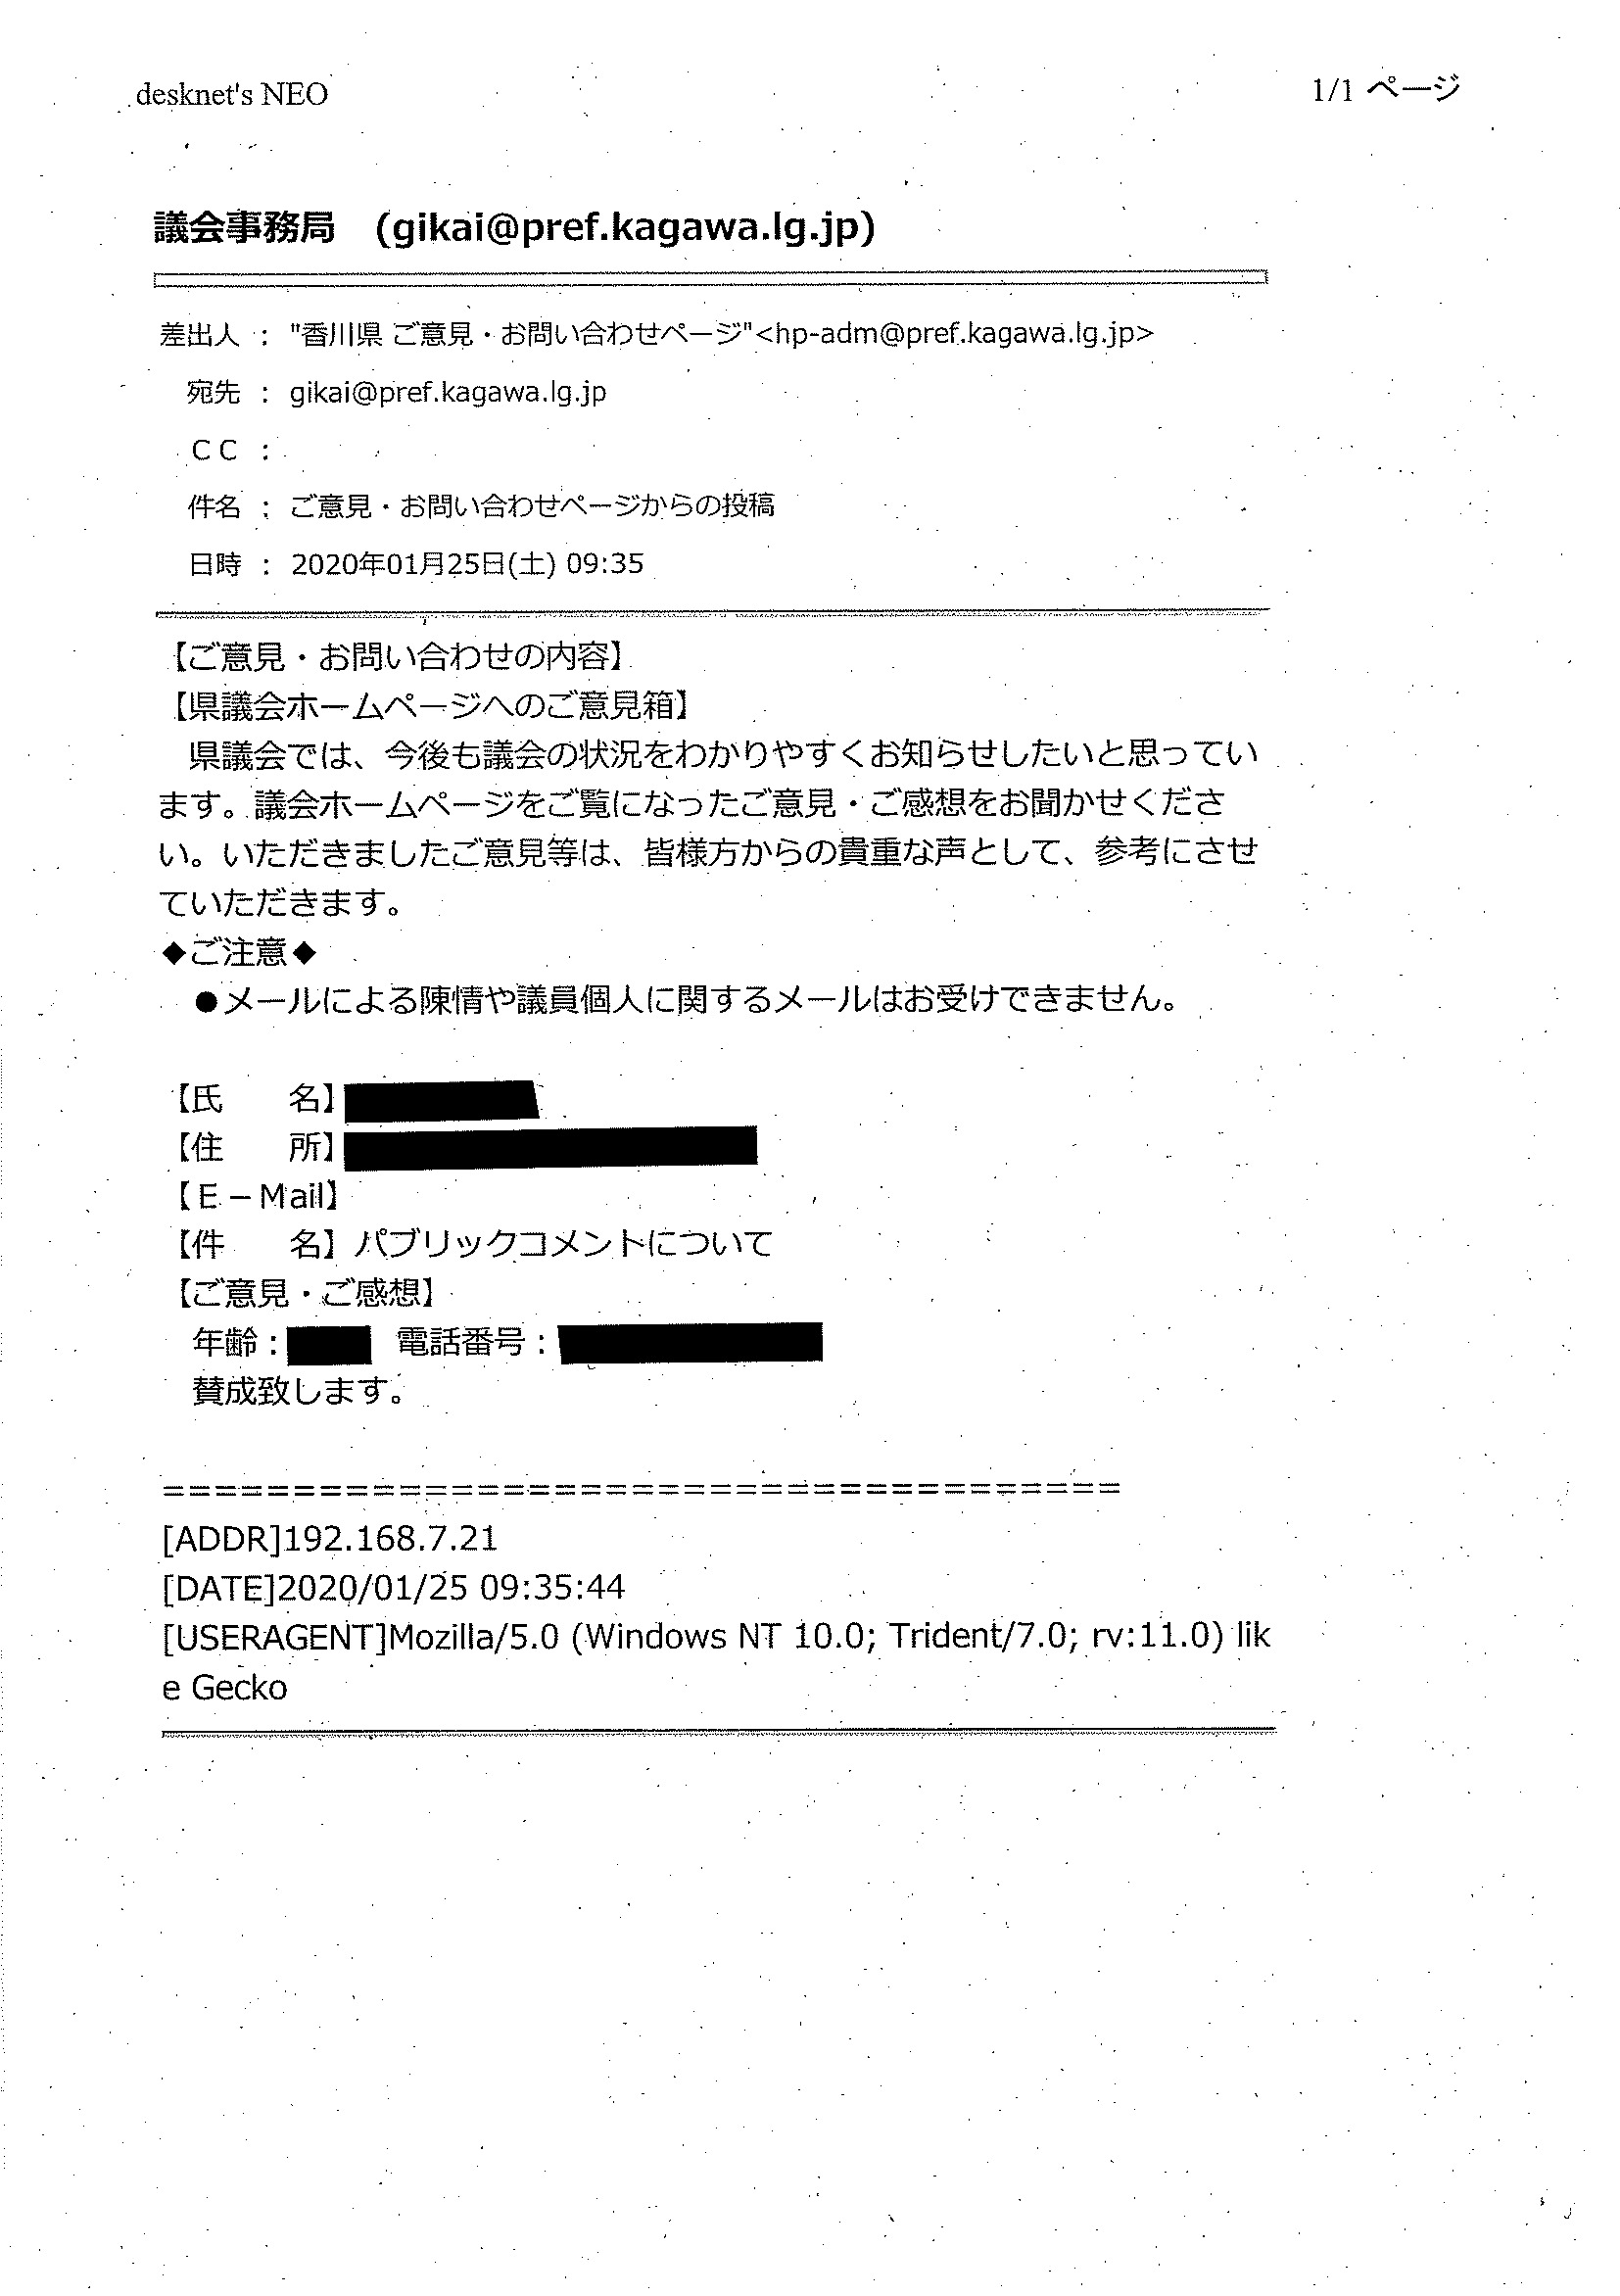 desknet's NEO
1/1 ページ
議会事務局　(gikai@pref.kagawa.lg.jp)
差出人 : "香川県 ご意見・お問い合わせページ"<hp-adm@pref.kagawa.lg.jp>
宛先 : gikai@pref.kagawa.lg.jp
ＣＣ :
件名 : ご意見・お問い合わせページからの投稿
日時 : 2020年01月25日(土) 09:35
【ご意見・お問い合わせの内容】
【県議会ホームページへのご意見箱】
　県議会では、今後も議会の状況をわかりやすくお知らせしたいと思ってい
ます。議会ホームページをご覧になったご意見・ご感想をお聞かせくださ
い。いただきましたご意見等は、皆様方からの貴重な声として、参考にさせ
ていただきます。
◆ご注意◆
　●メールによる陳情や議員個人に関するメールはお受けできません。
【氏　　名】
【住　　所】
【Ｅ－Mail】
【件　　名】パブリックコメントについて
【ご意見・ご感想】
　年齢：　電話番号：
　賛成致します。
=====================================
[ADDR]192.168.7.21
[DATE]2020/01/25 09:35:44
[USERAGENT]Mozilla/5.0 (Windows NT 10.0; Trident/7.0; rv:11.0) lik
e Gecko